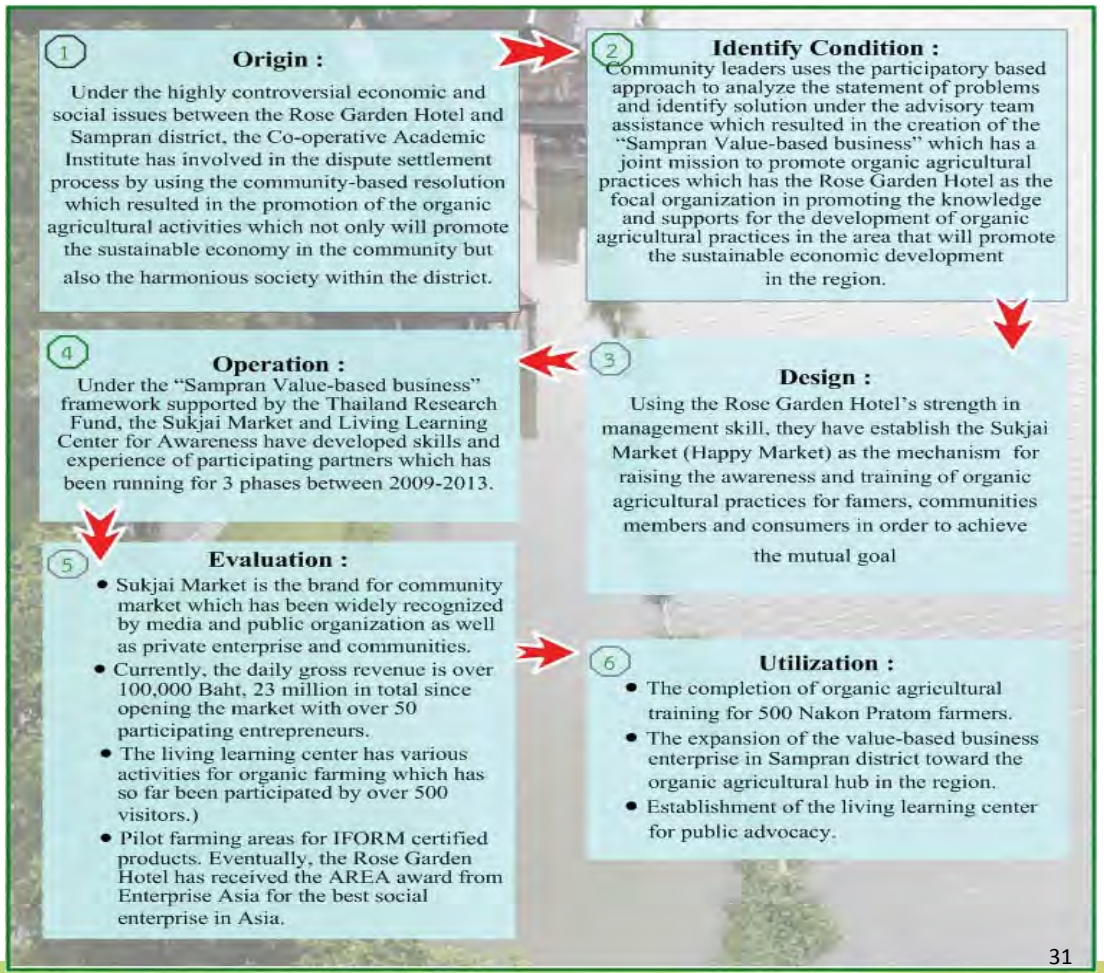 1
Origin :
Under the highly controversial economic and
social issues between the Rose Garden Hotel and
Sampran district, the Co-operative Academic
Institute has involved in the dispute settlement
process by using the community-based resolution
which resulted in the promotion of the organic
agricultural activities which not only will promote
the sustainable economy in the community but
also the harmonious society within the district.
2
Identify Condition :
Community leaders uses the participatory based
approach to analyze the statement of problems
and identify solution under the advisory team
assistance which resulted in the creation of the
“Sampran Value-based business” which has a
joint mission to promote organic agricultural
practices which has the Rose Garden Hotel as the
focal organization in promoting the knowledge
and supports for the development of organic
agricultural practices in the area that will promote
the sustainable economic development
in the region.
3
Design :
Using the Rose Garden Hotel’s strength in
management skill, they have establish the Sukjai
Market (Happy Market) as the mechanism for
raising the awareness and training of organic
agricultural practices for famers, communities
members and consumers in order to achieve
the mutual goal
4
Operation :
Under the “Sampran Value-based business”
framework supported by the Thailand Research
Fund, the Sukjai Market and Living Learning
Center for Awareness have developed skills and
experience of participating partners which has
been running for 3 phases between 2009-2013.
5
Evaluation :
• Sukjai Market is the brand for community
market which has been widely recognized
by media and public organization as well
as private enterprise and communities.
• Currently, the daily gross revenue is over
100,000 Baht, 23 million in total since
opening the market with over 50
participating entrepreneurs.
• The living learning center has various
activities for organic farming which has
so far been participated by over 500
visitors.)
• Pilot farming areas for IFORM certified
products. Eventually, the Rose Garden
Hotel has received the AREA award from
Enterprise Asia for the best social
enterprise in Asia.
6
Utilization :
• The completion of organic agricultural
training for 500 Nakon Pratom farmers.
• The expansion of the value-based business
enterprise in Sampran district toward the
organic agricultural hub in the region.
• Establishment of the living learning center
for public advocacy.
31